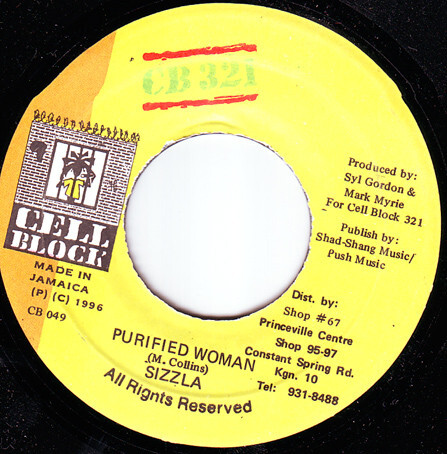 CB 321
CELL
BLOCK
MADE IN
JAMAICA
(P) (C) 1996
CB 049
Produced by:
Syl Gordon &
Mark Myrie
For Cell Block 321
Publish by:
Shad-Shang Music/
Push Music
Dist. by:
Shop #67
Princeville Centre
Shop 95-97
Constant Spring Rd.
Kgn. 10
Tel: 931-8488
PURIFIED WOMAN
(M. Collins)
SIZZLA
All Rignts Reserved